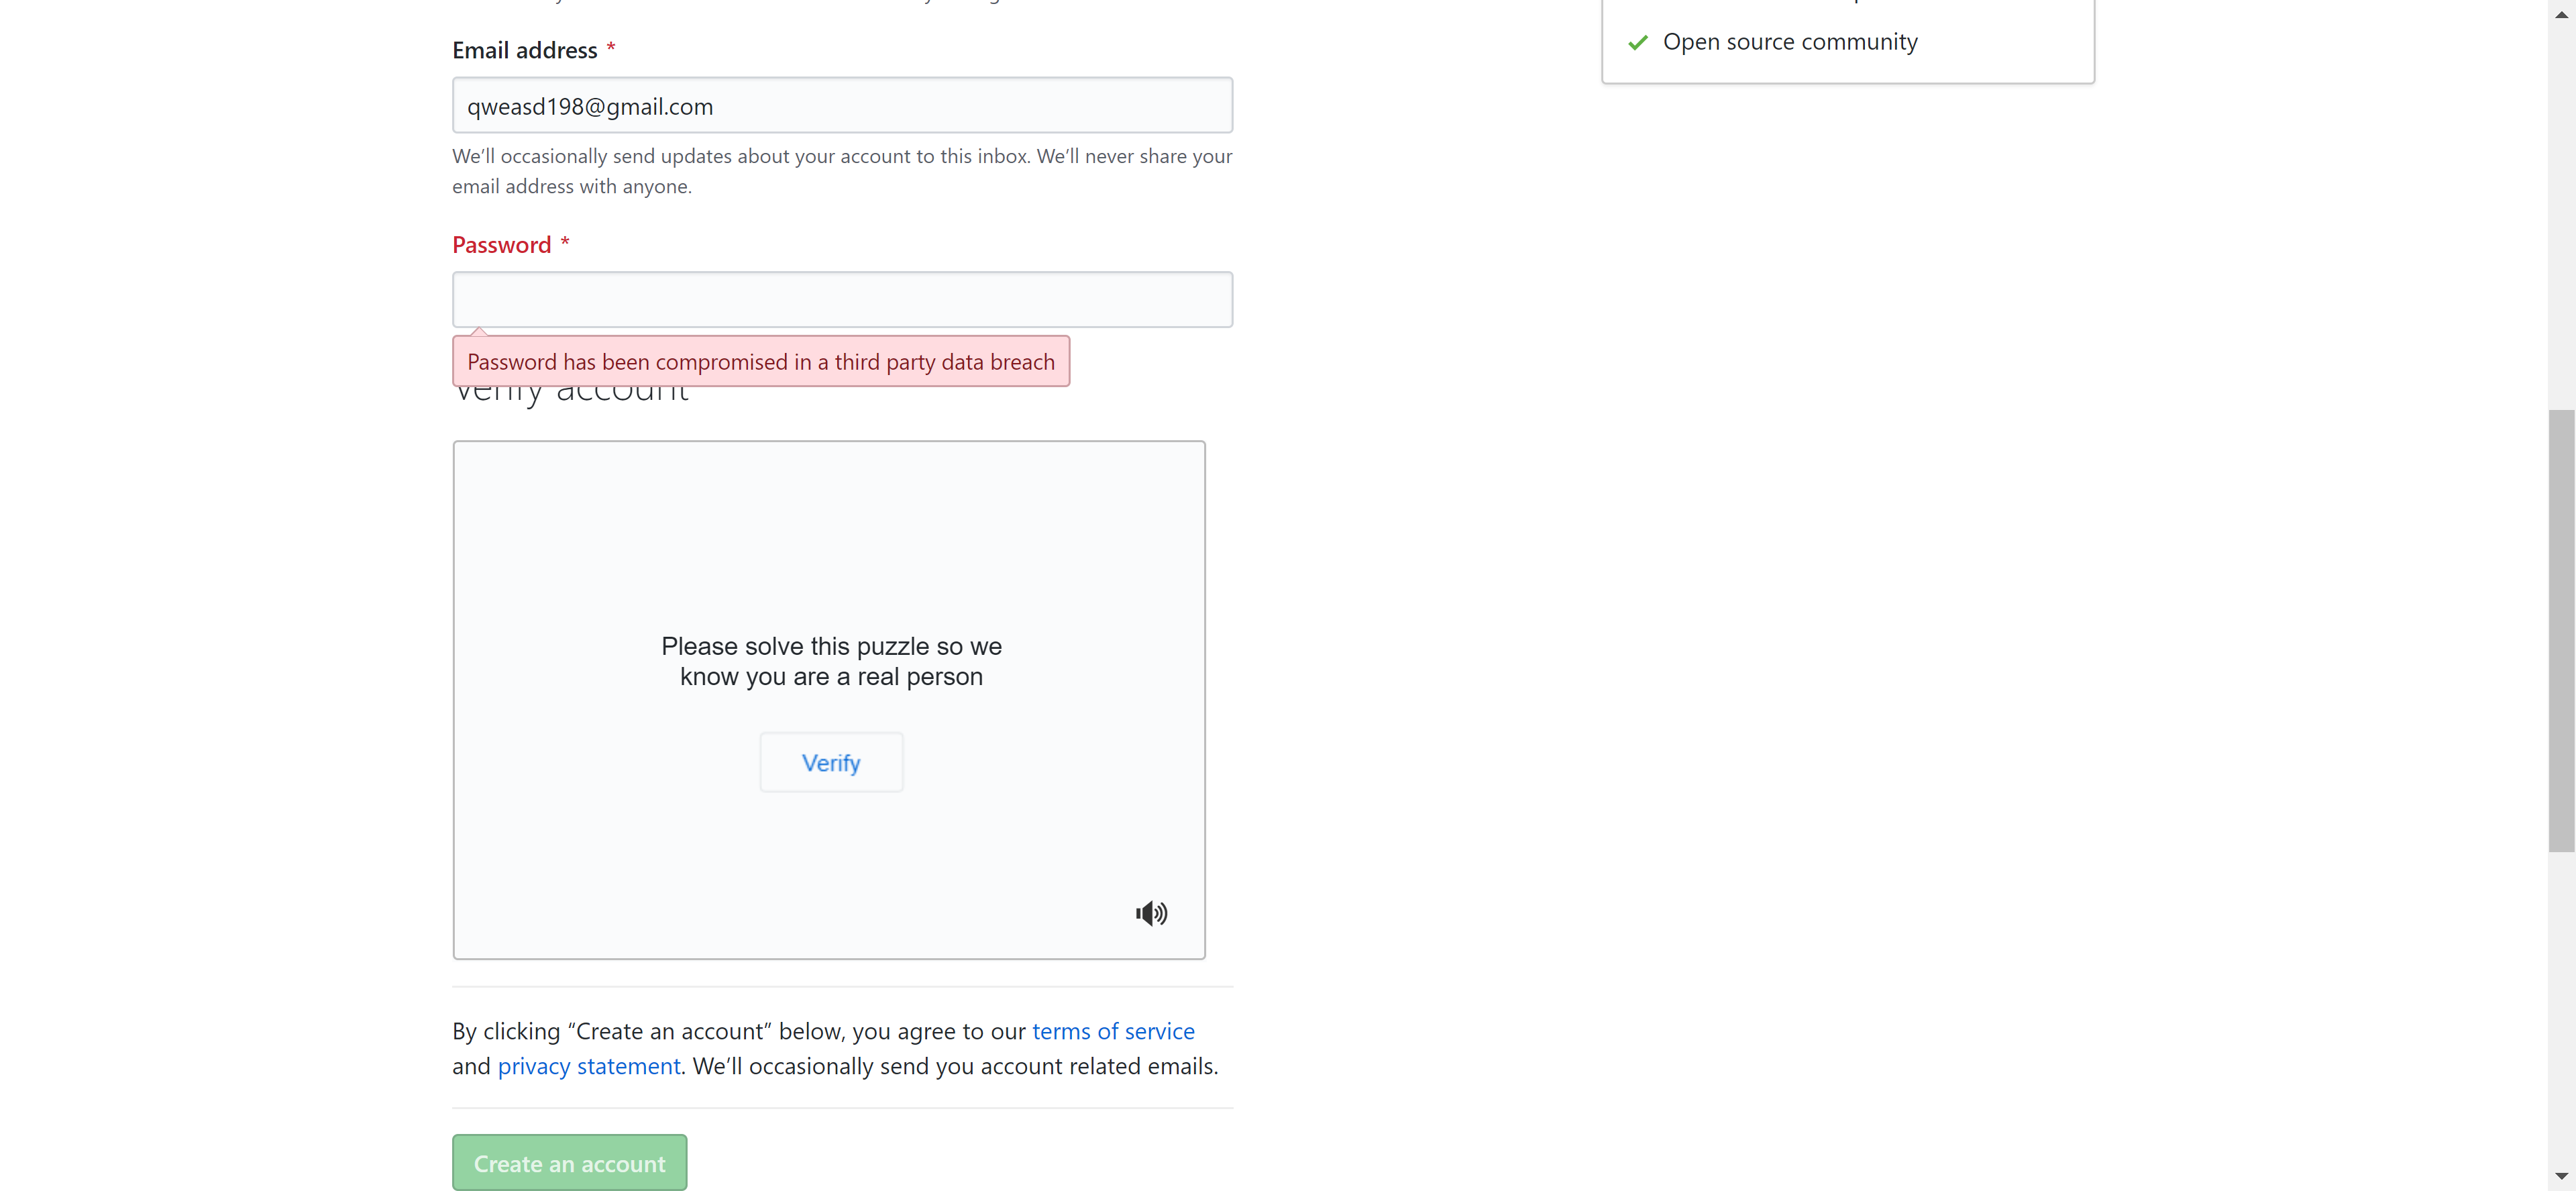 Email address *
qweasd198@gmail.com
We’ll occasionally send updates about your account to this inbox. We’ll never share your
email address with anyone.
Password *
Password has been compromised in a third party data breach
Verify account
Please solve this puzzle so we
know you are a real person
Verify
By clicking “Create an account” below, you agree to our terms of service
and privacy statement. We’ll occasionally send you account related emails.
Create an account
Open source community